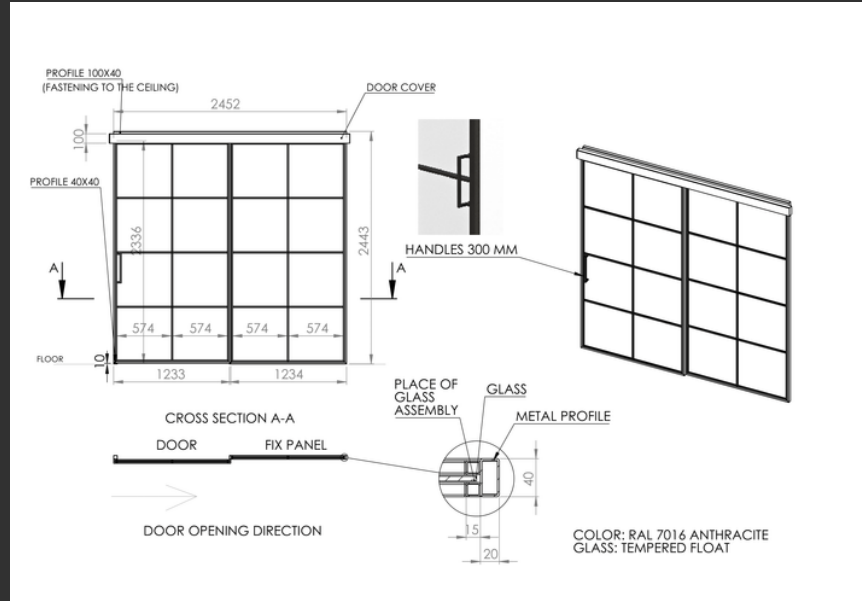 PROFILE 100X40
(FASTENING TO THE CEILING)
DOOR COVER
2452
100
PROFILE 40X40
2336
2443
HANDLES 300 MM
A
A
574
574
574
574
FLOOR
10
1233
1234
PLACE OF
GLASS
ASSEMBLY
GLASS
METAL PROFILE
CROSS SECTION A-A
DOOR
FIX PANEL
40
15
20
DOOR OPENING DIRECTION
COLOR: RAL 7016 ANTHRACITE
GLASS: TEMPERED FLOAT